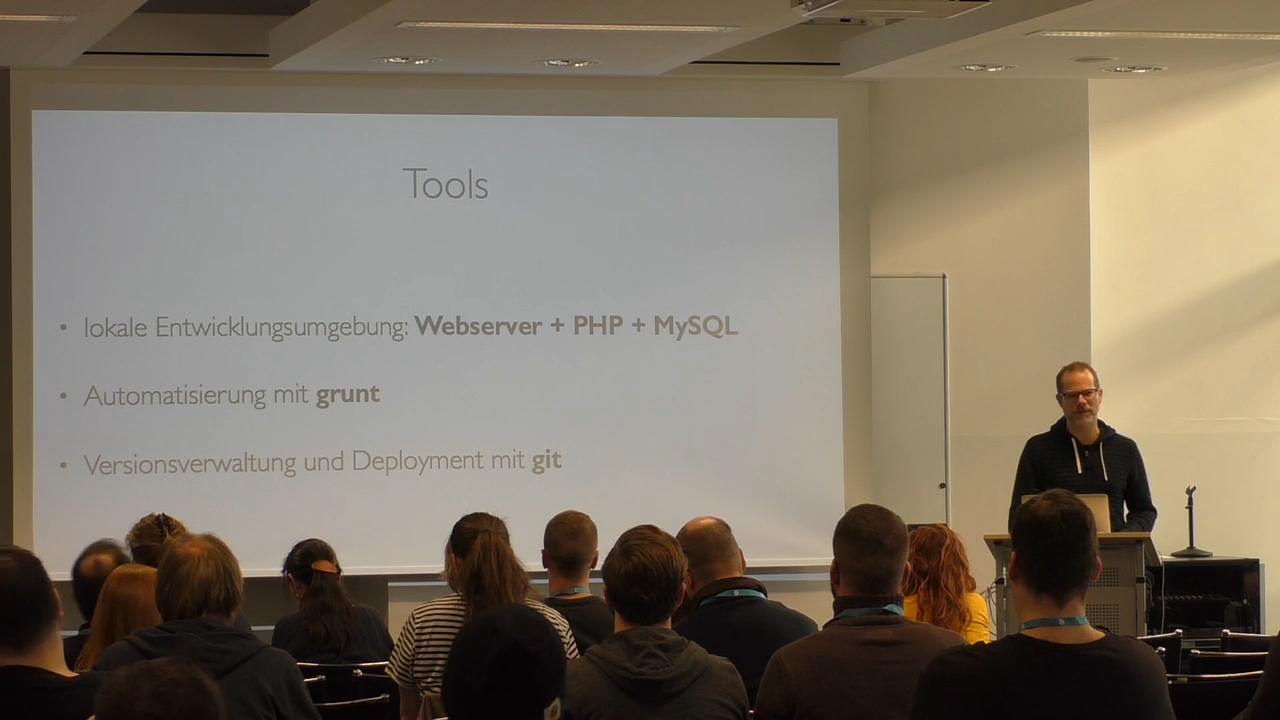 Tools
• lokale Entwicklungsumgebung: Webserver + PHP + MySQL
• Automatisierung mit grunt
• Versionsverwaltung und Deployment mit git